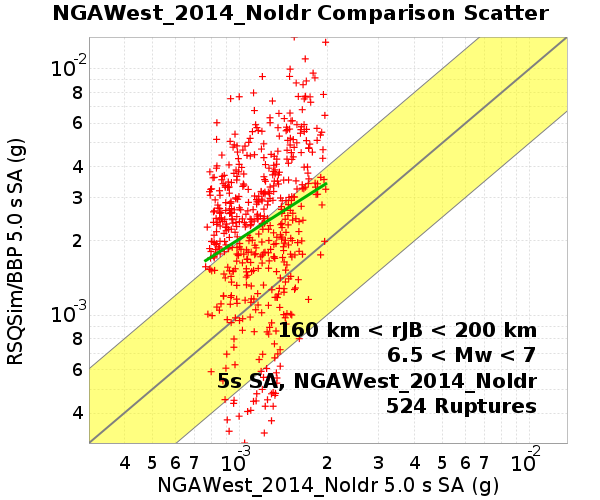 NGAWest_2014_NoIdr Comparison Scatter
RSQSim/BBP 5.0 s SA (g)
10-2
8
6
4
3
2
10-3
8
6
4
160 km < rJB < 200 km
6.5 < Mw < 7
5s SA, NGAWest_2014_NoIdr
524 Ruptures
4 5 6 7 10-3 2 3 4 5 6 7 10-2
NGAWest_2014_NoIdr 5.0 s SA (g)